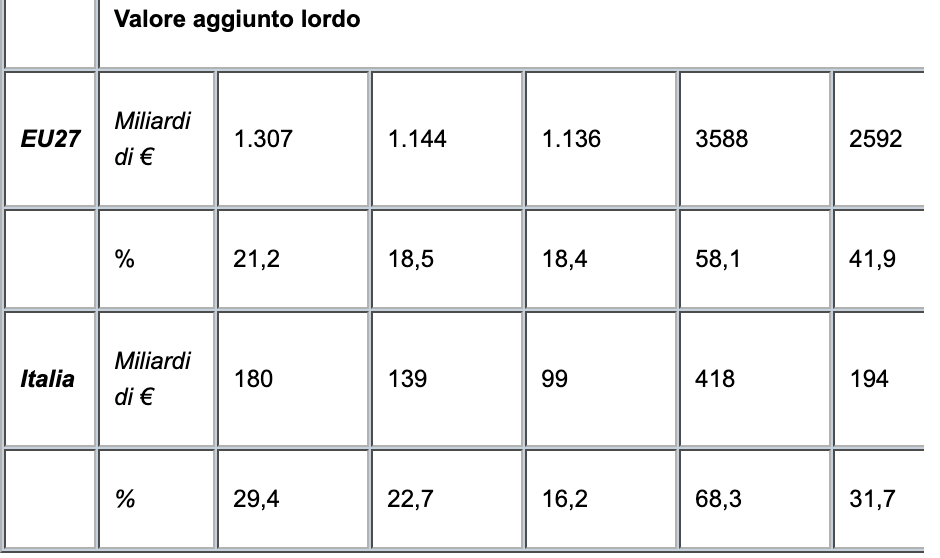 Valore aggiunto lordo
EU27 Miliardi di € 1.307 1.144 1.136 3588 2592
% 21,2 18,5 18,4 58,1 41,9
Italia Miliardi di € 180 139 99 418 194
% 29,4 22,7 16,2 68,3 31,7